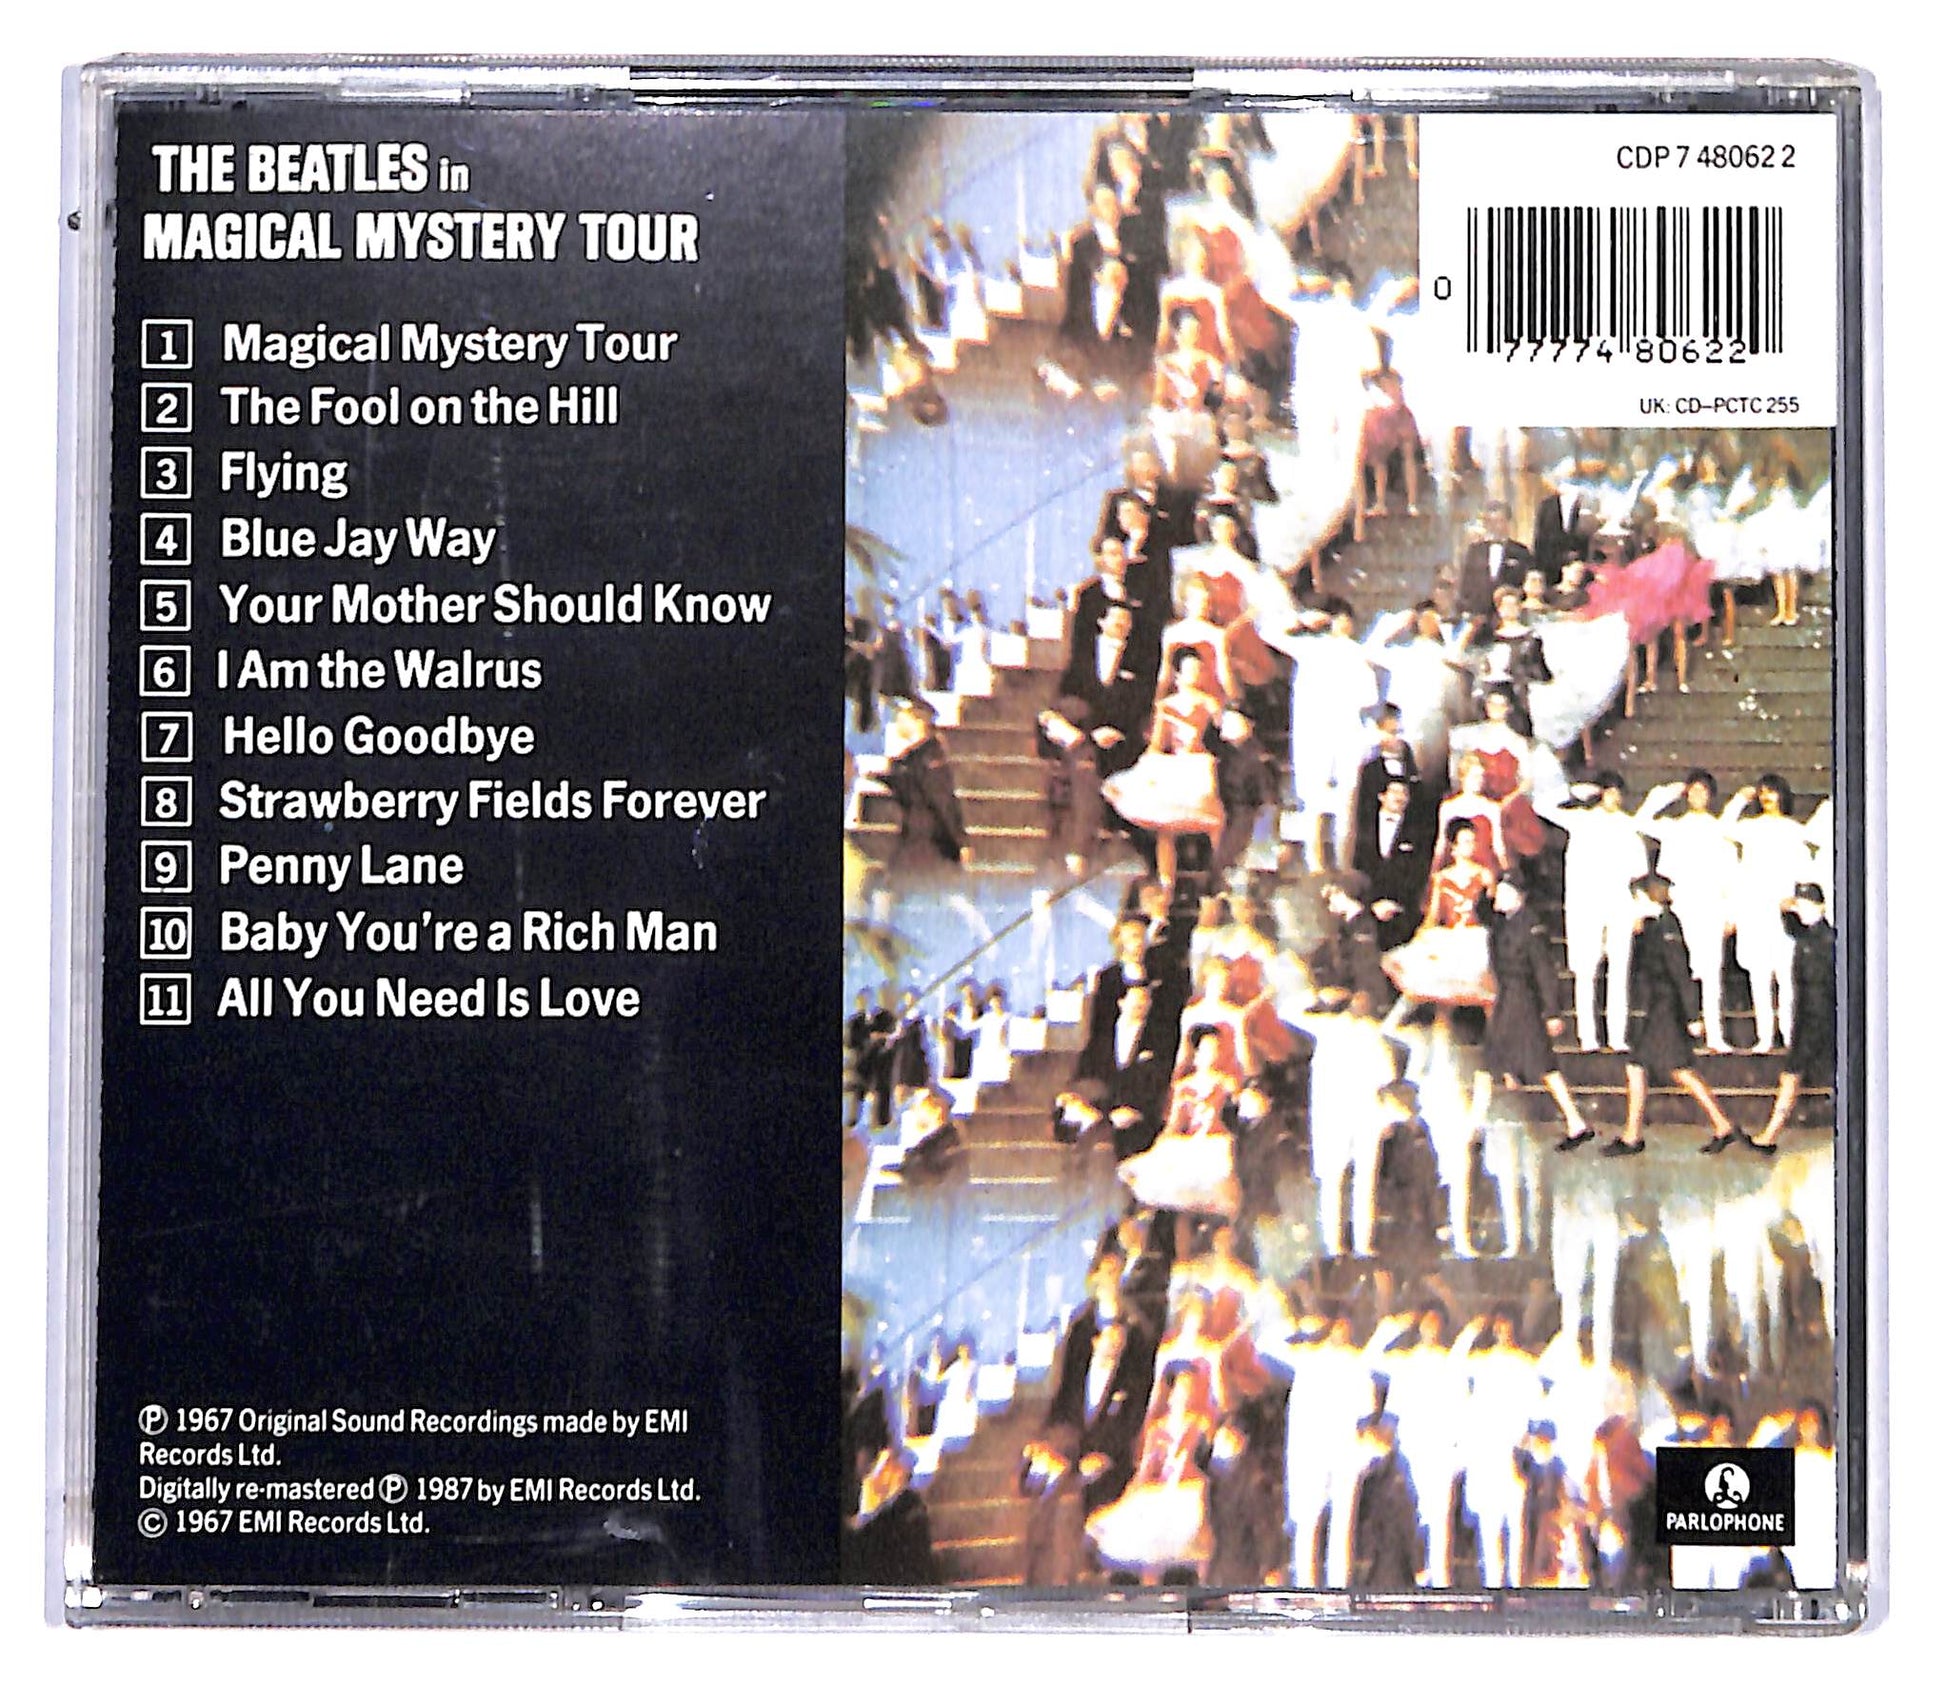 THE BEATLES in
MAGICAL MYSTERY TOUR
1 Magical Mystery Tour
2 The Fool on the Hill
3 Flying
4 Blue Jay Way
5 Your Mother Should Know
6 I Am the Walrus
7 Hello Goodbye
8 Strawberry Fields Forever
9 Penny Lane
10 Baby You're a Rich Man
11 All You Need Is Love
℗ 1967 Original Sound Recordings made by EMI
Records Ltd.
Digitally re-mastered ℗ 1987 by EMI Records Ltd.
© 1967 EMI Records Ltd.
CDP 7 48062 2
0 77774 80622
UK: CD-PCTC 255
PARLOPHONE